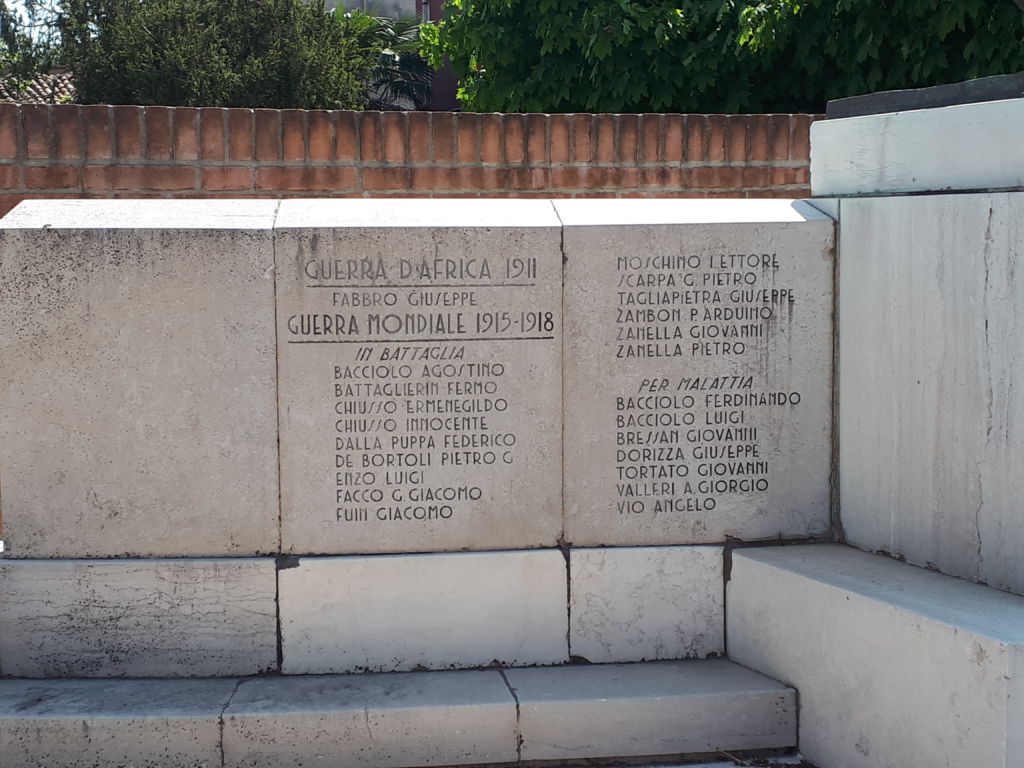 GUERRA D'AFRICA 1911
FABBRO GIUSEPPE
GUERRA MONDIALE 1915-1918
IN BATTAGLIA
BACCIOLO AGOSTINO
BATTAGLIERIN FERMO
CHIUSSO ERMENEGILDO
CHIUSSO INNOCENTE
DALLA PUPPA FEDERICO
DE BORTOLI PIETRO G
ENZO LUIGI
FACCO G. GIACOMO
FUIN GIACOMO
MOSCHINO LETTORE
SCARPA G. PIETRO
TAGLIAPIETRA GIUSEPPE
ZAMBON P. ARDUINO
ZANELLA GIOVANNI
ZANELLA PIETRO
PER MALATTIA
BACCIOLO FERDINANDO
BACCIOLO LUIGI
BRESSAN GIOVANNI
DORIZZA GIUSEPPE
TORTATO GIOVANNI
VALLERI A. GIORGIO
VIO ANGELO